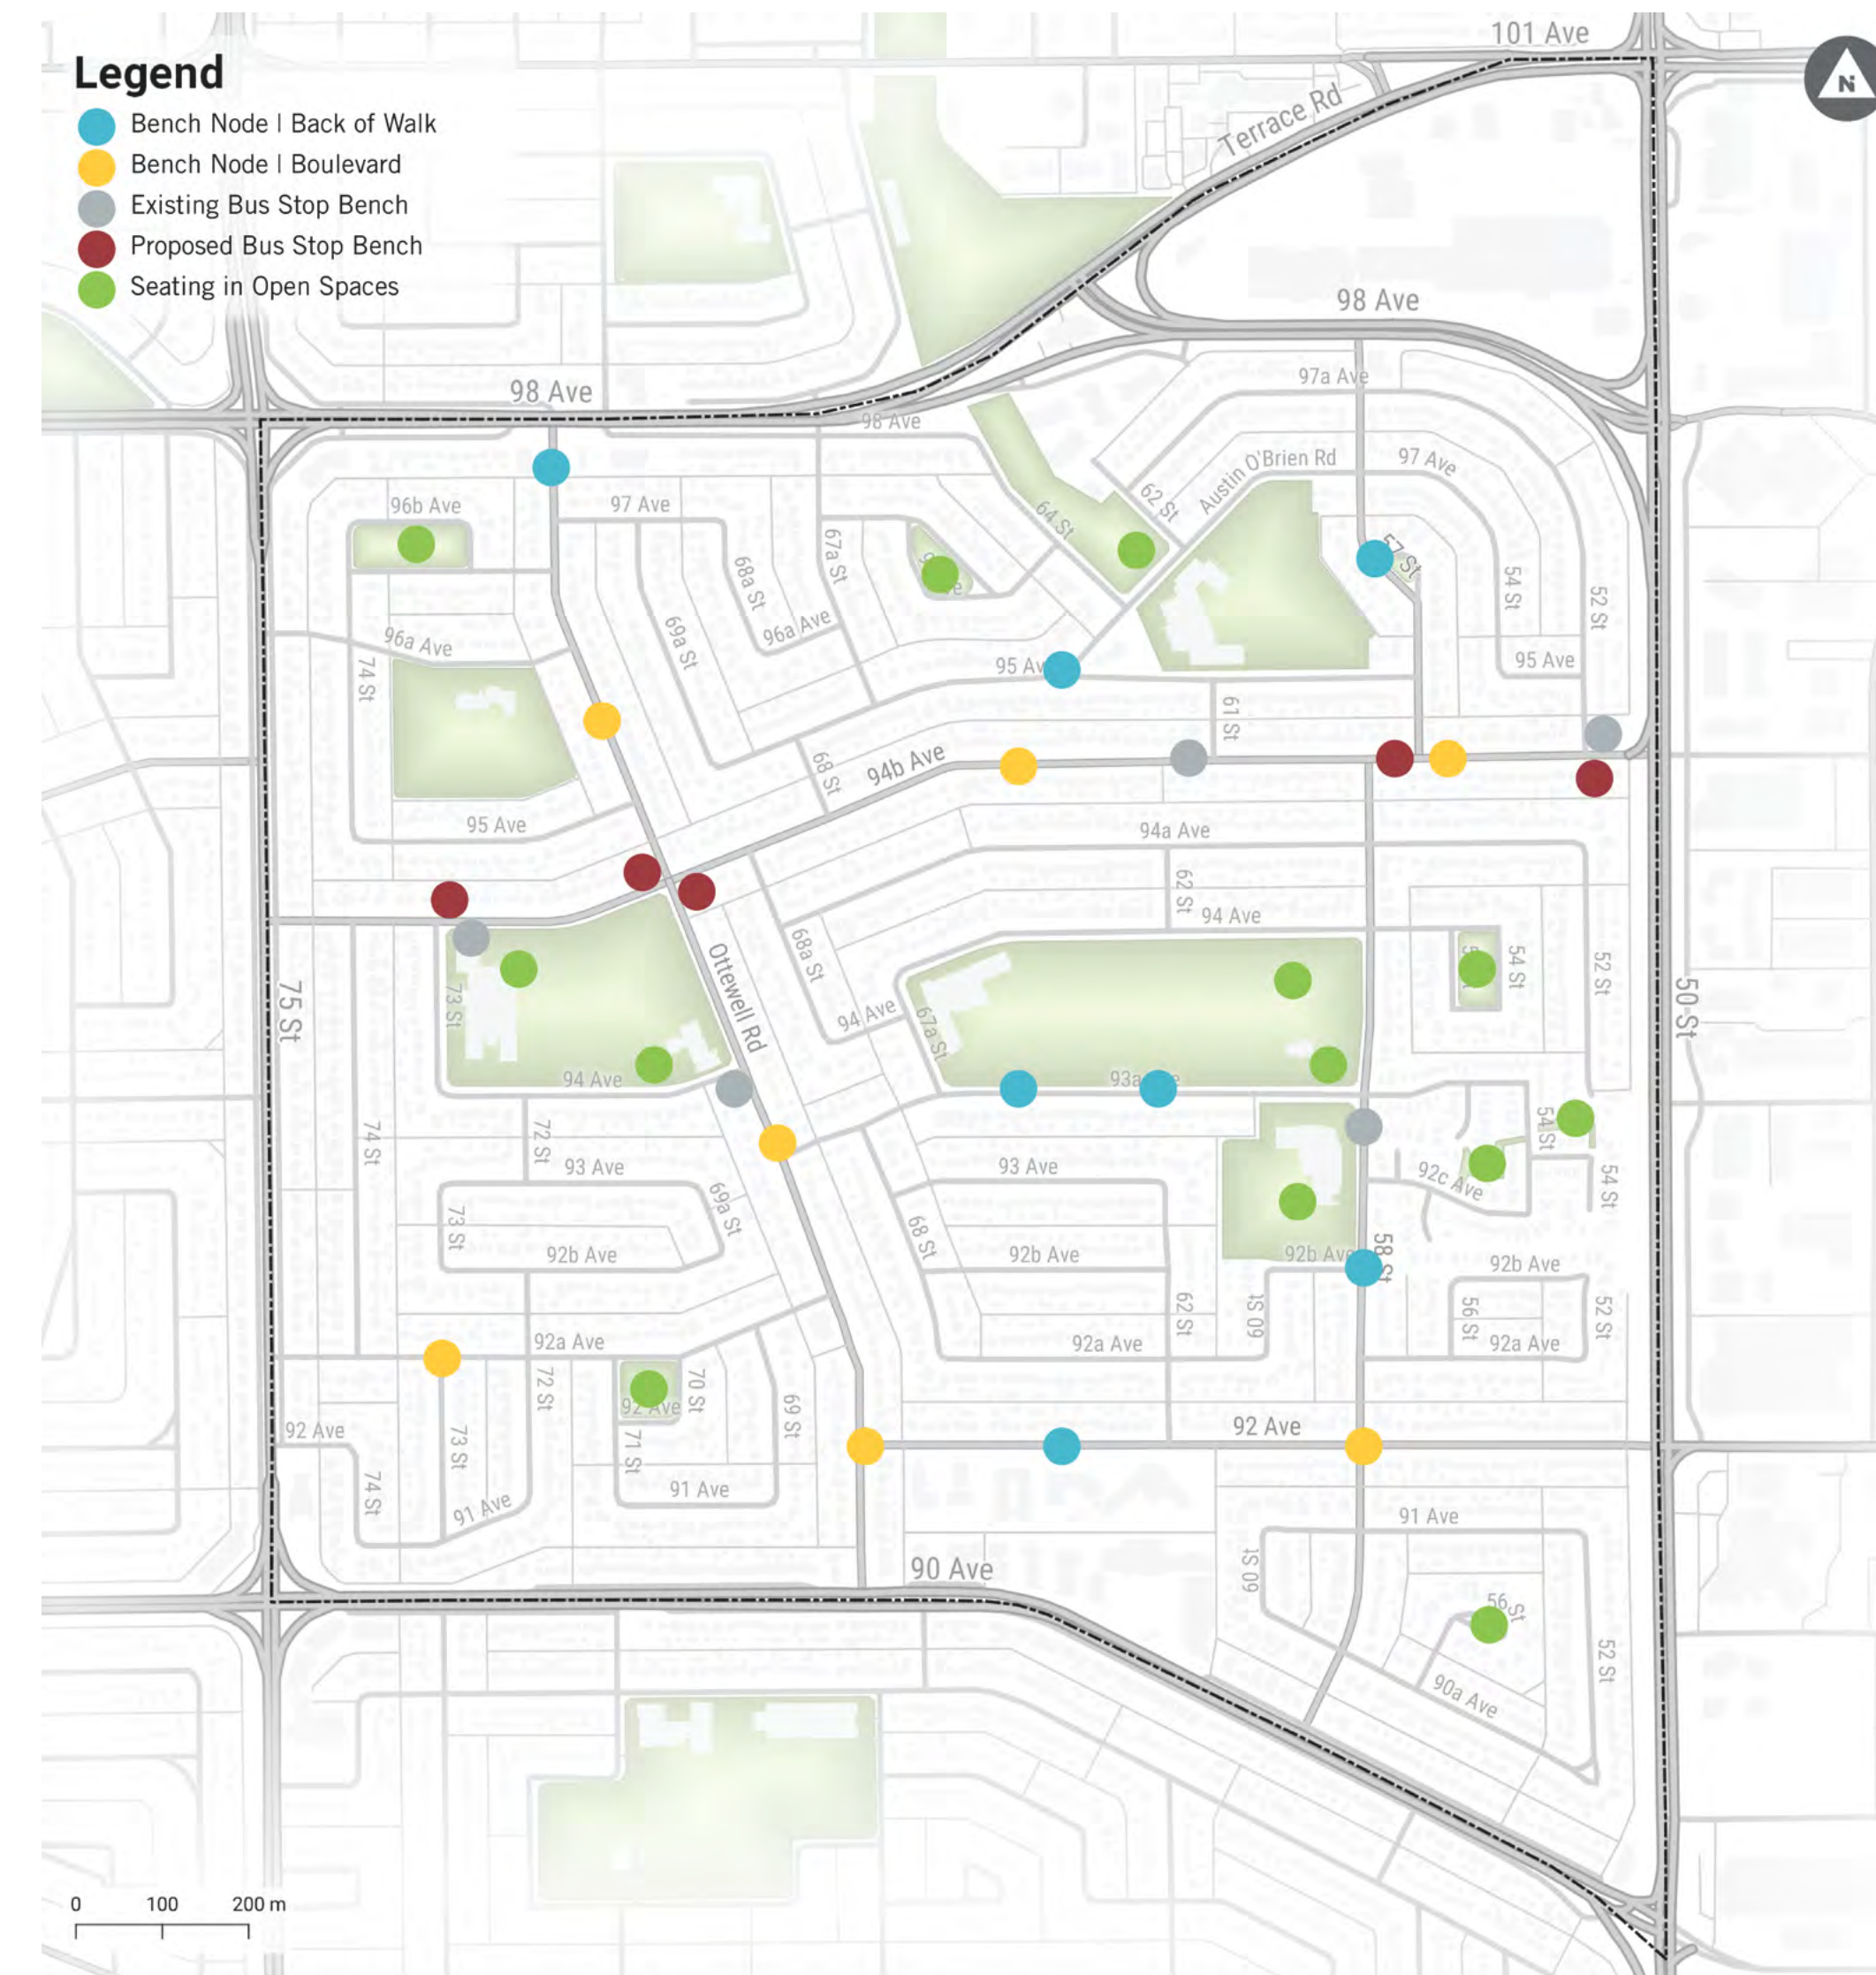 Legend
Bench Node | Back of Walk
Bench Node | Boulevard
Existing Bus Stop Bench
Proposed Bus Stop Bench
Seating in Open Spaces
101 Ave
N
Terrace Rd
98 Ave
98 Ave
98 Ave
97a Ave
97 Ave
Austin O'Brien Rd
96b Ave
97 Ave
62 St
64 St
67a St
68a St
57 St
54 St
52 St
96a Ave
96a Ave
69a St
74 St
95 Av
95 Ave
61 St
94b Ave
68 St
95 Ave
94a Ave
62 St
94 Ave
68a St
54 St
52 St
Ottewell Rd
75 St
73 St
94 Ave
67a St
50 St
94 Ave
93a
74 St
72 St
54 St
93 Ave
93 Ave
92c Ave
54 St
69a St
73 St
68 St
92b Ave
92b Ave
92b Ave
58 St
92b Ave
62 St
60 St
56 St
52 St
92a Ave
92a Ave
92a Ave
72 St
70 St
92 Ave
69 St
92 Ave
73 St
71 St
92 Ave
74 St
91 Ave
91 Ave
91 Ave
90 Ave
60 St
56 St
52 St
90a Ave
0 100 200 m